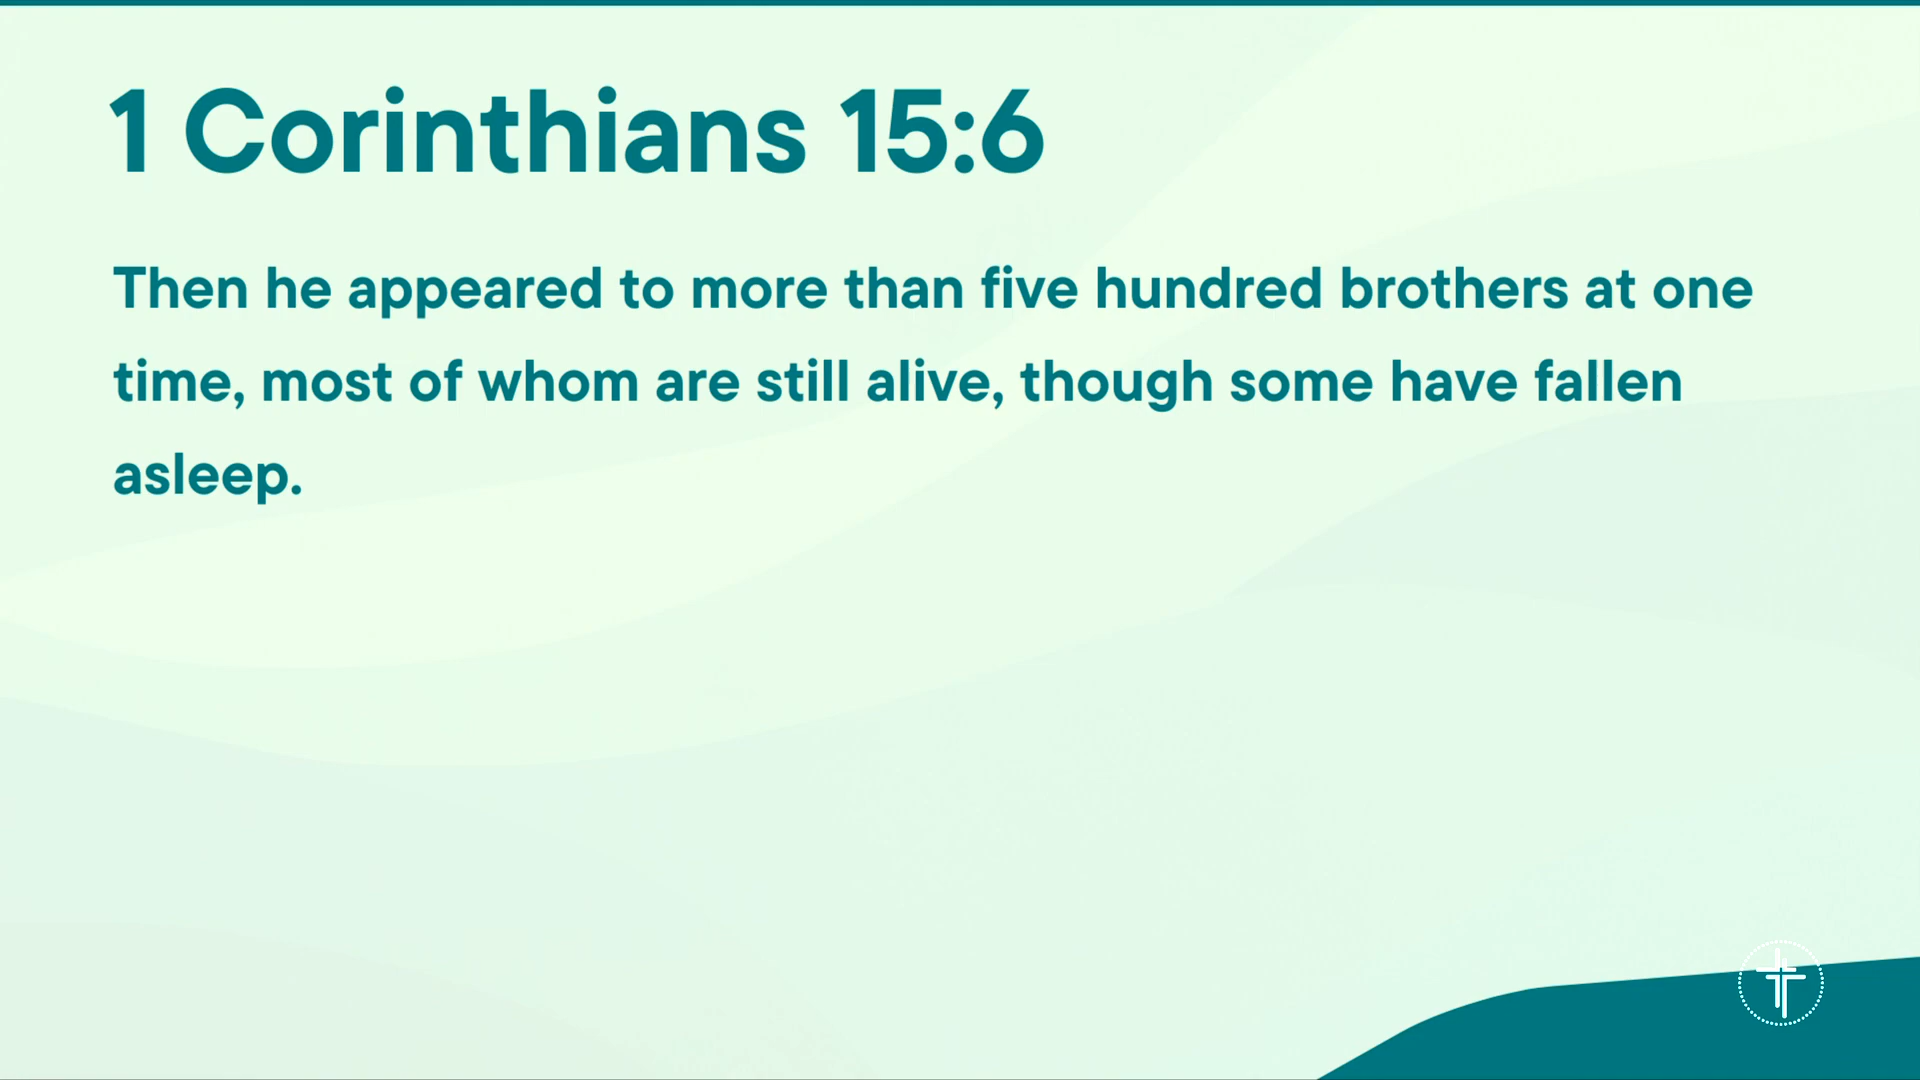 1 Corinthians 15:6
Then he appeared to more than five hundred brothers at one
time, most of whom are still alive, though some have fallen
asleep.